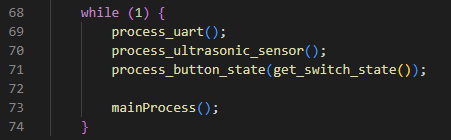 68 while (1) {
69 process_uart();
70 process_ultrasonic_sensor();
71 process_button_state(get_switch_state());
72
73 mainProcess();
74 }